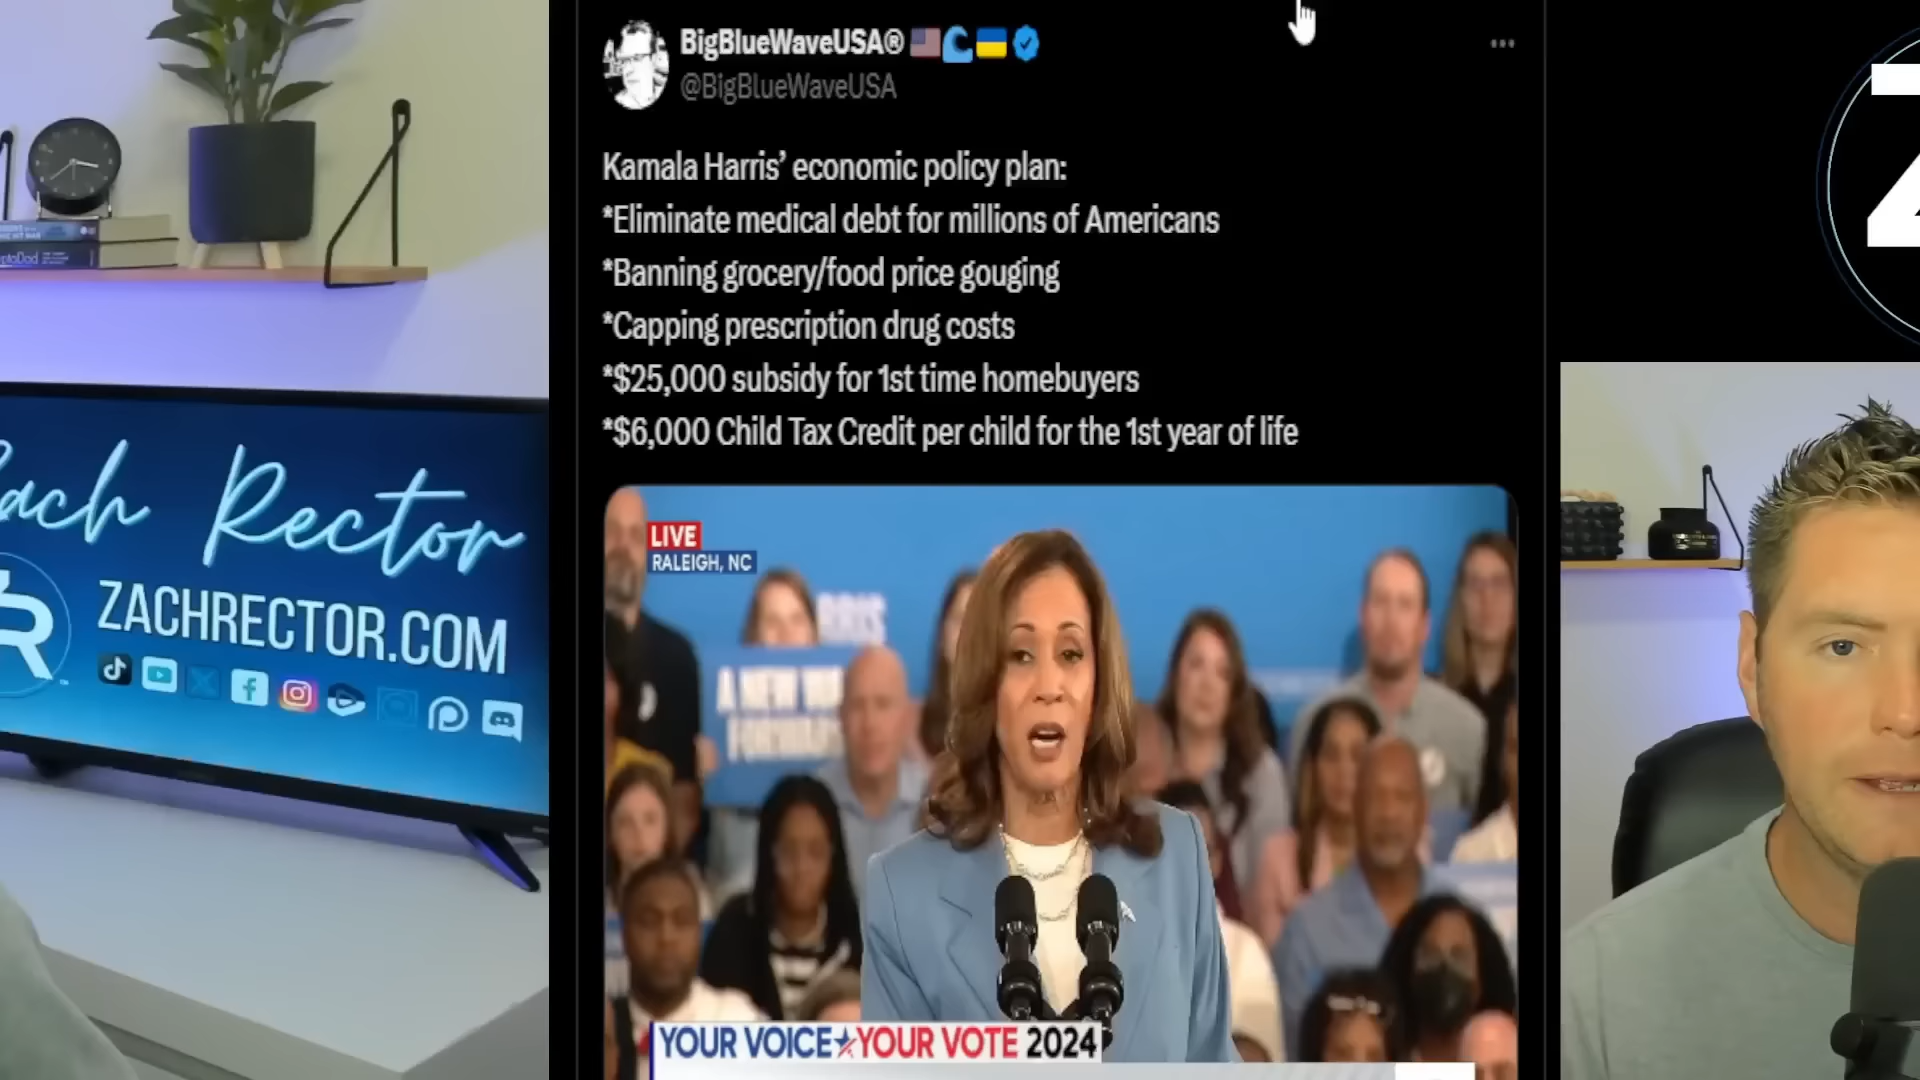 BigBlueWaveUSA®
@BigBlueWaveUSA
Kamala Harris’ economic policy plan:
*Eliminate medical debt for millions of Americans
*Banning grocery/food price gouging
*Capping prescription drug costs
*$25,000 subsidy for 1st time homebuyers
*$6,000 Child Tax Credit per child for the 1st year of life
LIVE
RALEIGH, NC
A NEW
YOUR VOICE YOUR VOTE 2024
Rector
ZACHRECTOR.COM